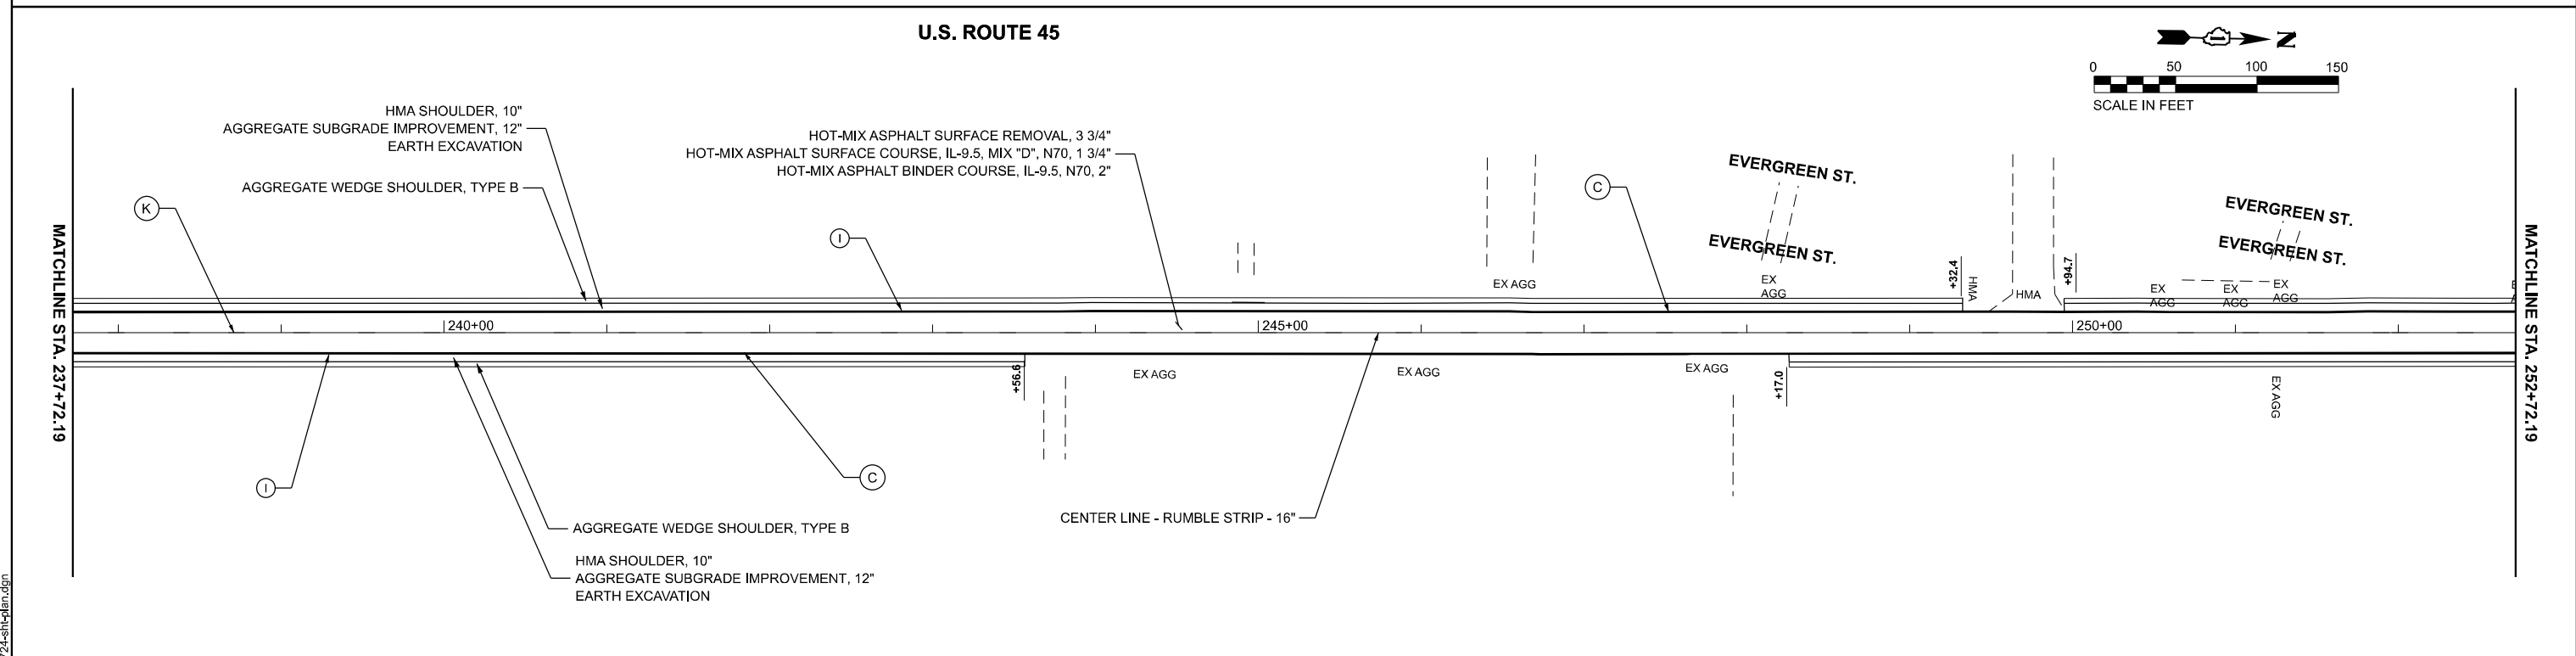 U.S. ROUTE 45
N
0 50 100 150
SCALE IN FEET
HMA SHOULDER, 10"
AGGREGATE SUBGRADE IMPROVEMENT, 12"
EARTH EXCAVATION
AGGREGATE WEDGE SHOULDER, TYPE B
HOT-MIX ASPHALT SURFACE REMOVAL, 3 3/4"
HOT-MIX ASPHALT SURFACE COURSE, IL-9.5, MIX "D", N70, 1 3/4"
HOT-MIX ASPHALT BINDER COURSE, IL-9.5, N70, 2"
K
I
C
EVERGREEN ST.
EVERGREEN ST.
EVERGREEN ST.
EVERGREEN ST.
MATCHLINE STA. 237+72.19
MATCHLINE STA. 252+72.19
EX AGG
EX
AGG
+32.4
HMA
HMA
+94.7
EX
AGG
EX
AGG
EX
AGG
240+00
245+00
250+00
+56.6
EX AGG
EX AGG
EX AGG
+17.0
EX AGG
I
C
AGGREGATE WEDGE SHOULDER, TYPE B
HMA SHOULDER, 10"
AGGREGATE SUBGRADE IMPROVEMENT, 12"
EARTH EXCAVATION
CENTER LINE - RUMBLE STRIP - 16"
724-sht-plan.dgn